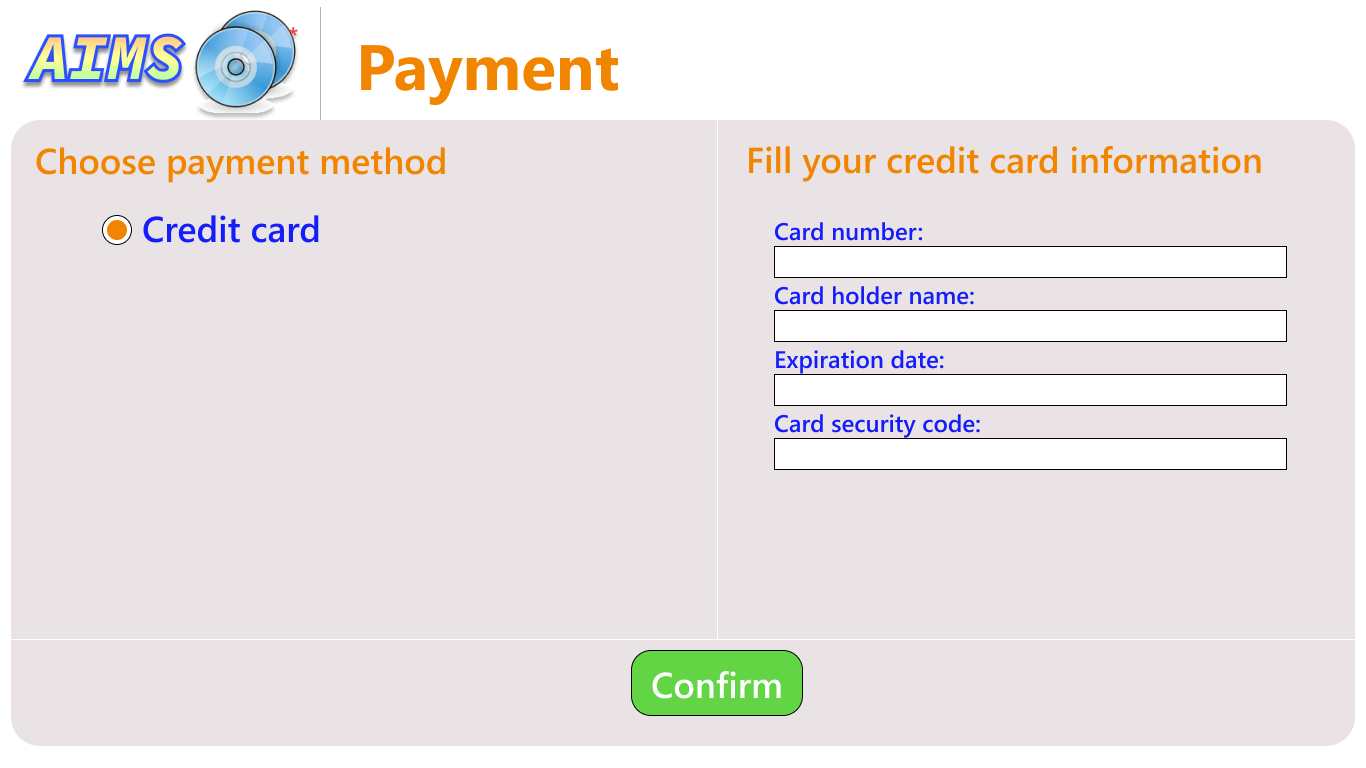 AIMS
Payment
Choose payment method
Credit card
Fill your credit card information
Card number:
Card holder name:
Expiration date:
Card security code:
Confirm